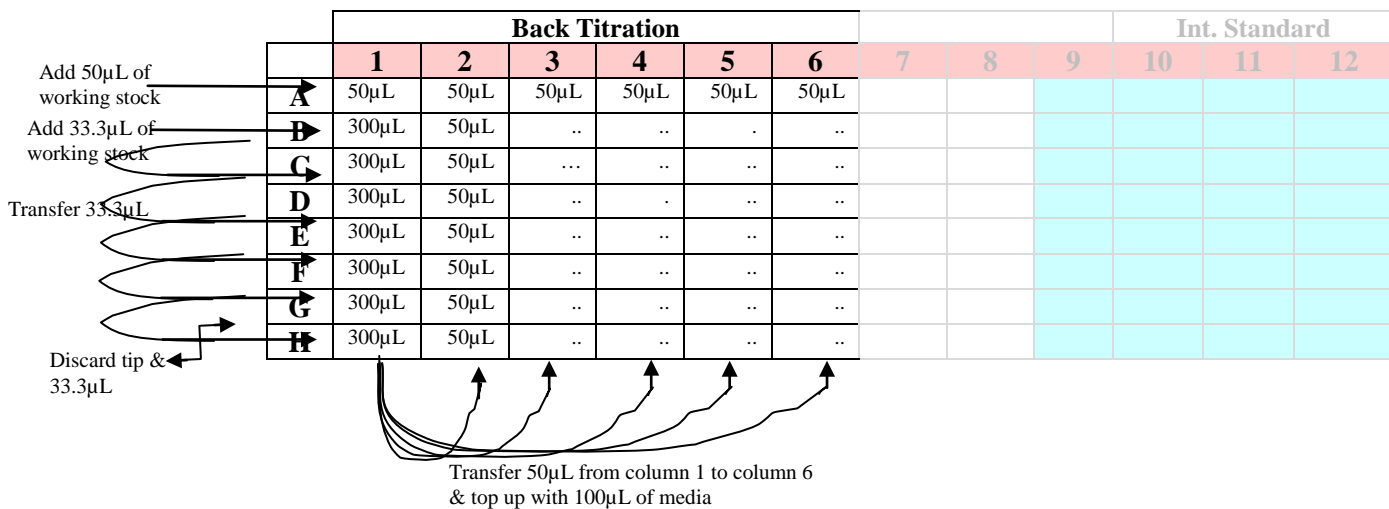 Back Titration Int. Standard
1 2 3 4 5 6 7 8 9 10 11 12
Add 50µL of
working stock
A 50µL 50µL 50µL 50µL 50µL 50µL
Add 33.3µL of
working stock
B 300µL 50µL .. .. . ..
C 300µL 50µL … .. .. ..
Transfer 33.3µL
D 300µL 50µL .. . .. ..
E 300µL 50µL .. .. .. ..
F 300µL 50µL .. .. .. ..
G 300µL 50µL .. .. .. ..
H 300µL 50µL .. .. .. ..
Discard tip &
33.3µL
Transfer 50µL from column 1 to column 6
& top up with 100µL of media